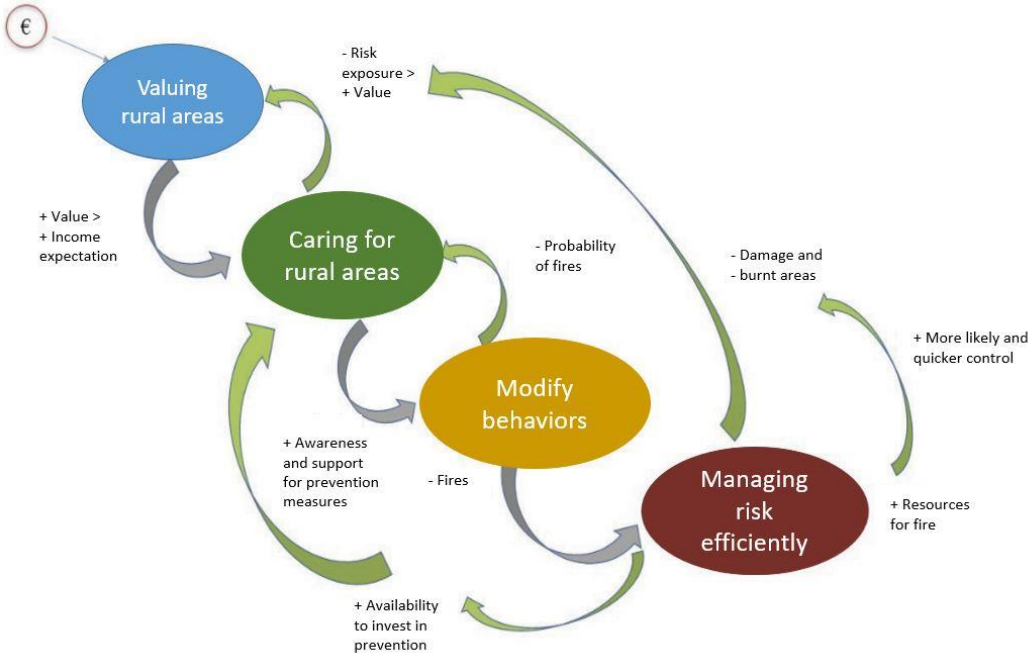 €
Valuing
rural areas
- Risk
exposure >
+ Value
+ Value >
+ Income
expectation
Caring for
rural areas
- Probability
of fires
- Damage and
- burnt areas
+ More likely and
quicker control
Modify
behaviors
+ Awareness
and support
for prevention
measures
- Fires
Managing
risk
efficiently
+ Resources
for fire
+ Availability
to invest in
prevention